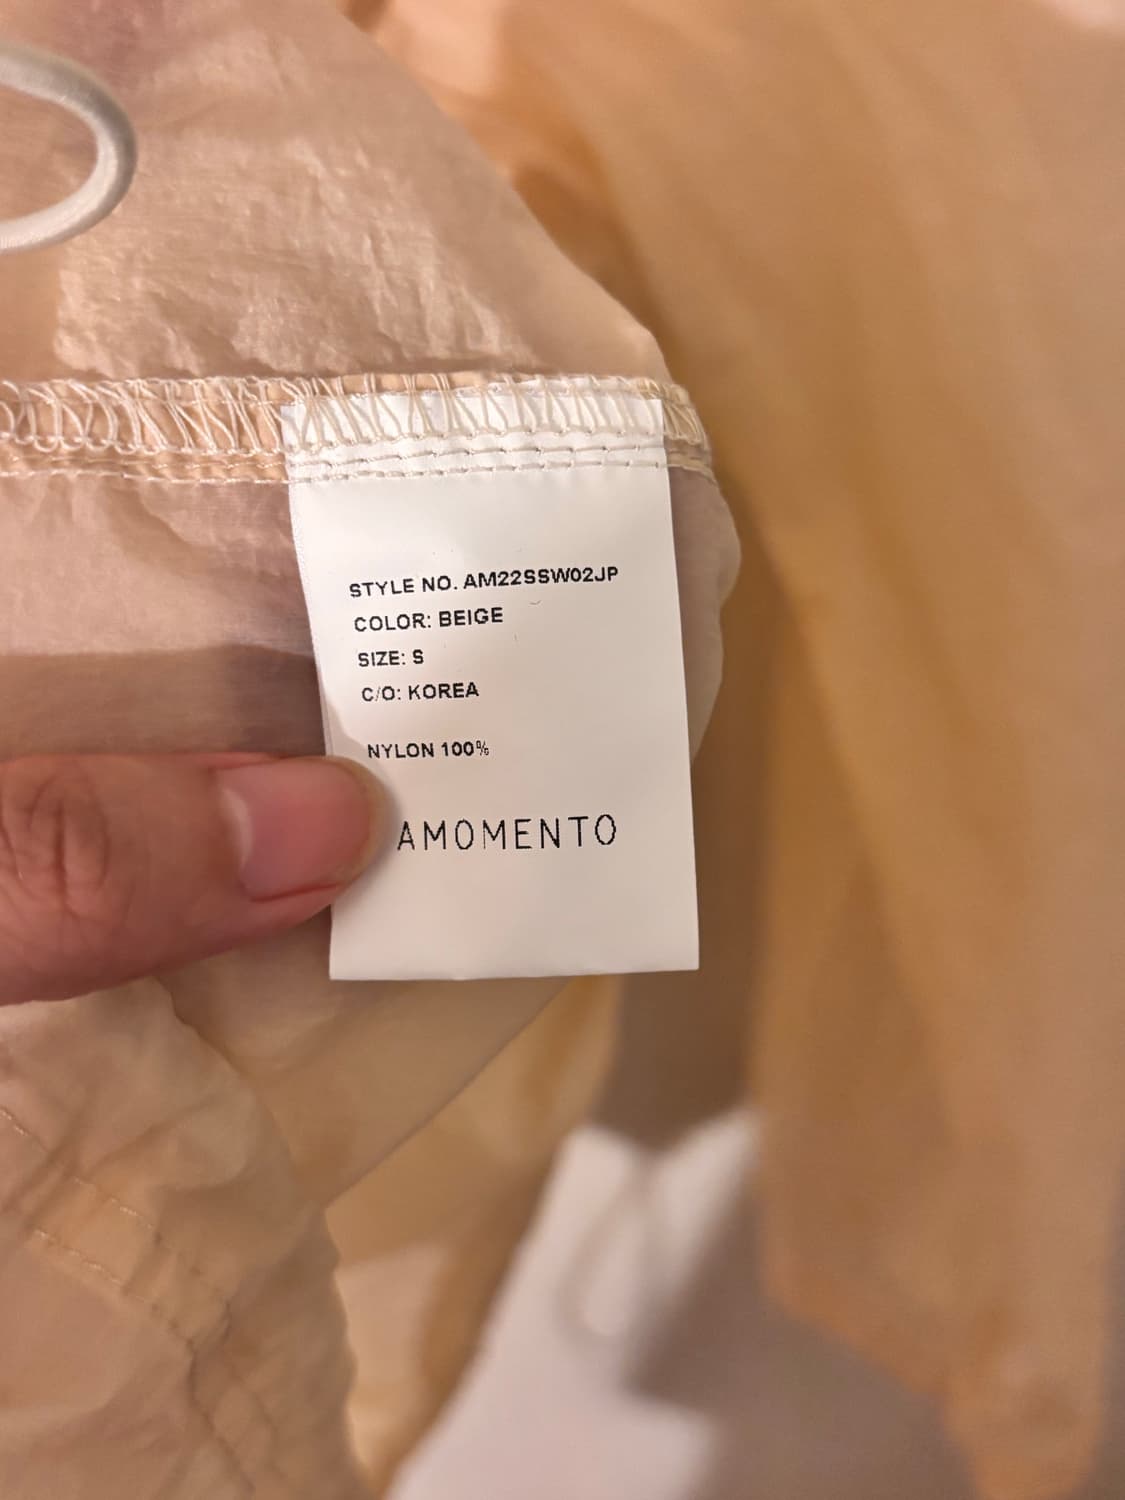 STYLE NO. AM22SSW02JP
COLOR: BEIGE
SIZE: S
C/O: KOREA
NYLON 100%
AMOMENTO